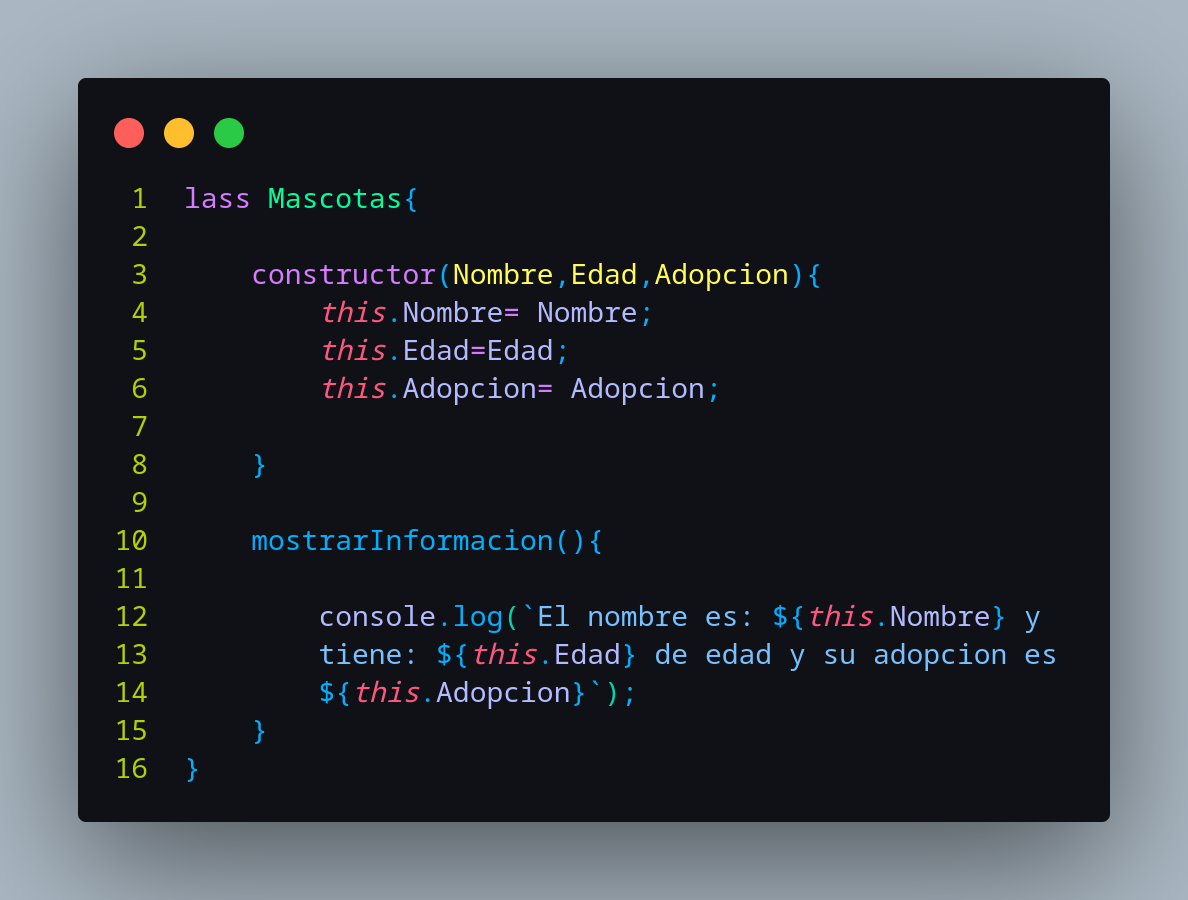 1 lass Mascotas{
2
3     constructor(Nombre,Edad,Adopcion){
4         this.Nombre= Nombre;
5         this.Edad=Edad;
6         this.Adopcion= Adopcion;
7
8     }
9
10     mostrarInformacion(){
11
12         console.log(`El nombre es: ${this.Nombre} y
13         tiene: ${this.Edad} de edad y su adopcion es
14         ${this.Adopcion}`);
15     }
16 }